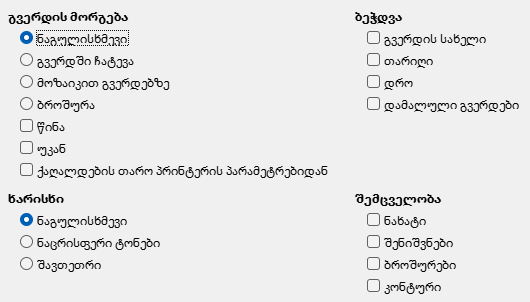 გვერდის მორგება
ნაგულისხმევი
გვერდში ჩატევა
მოზაიკით გვერდებზე
ბროშურა
წინა
უკან
ქაღალდების თარო პრინტერის პარამეტრებიდან
ბეჭდვა
გვერდის სახელი
თარიღი
დრო
დამალული გვერდები
ხარისხი
ნაგულისხმევი
ნაცრისფერი ტონები
შავთეთრი
შემცველობა
ნახატი
შენიშვნები
ბროშურები
კონტური